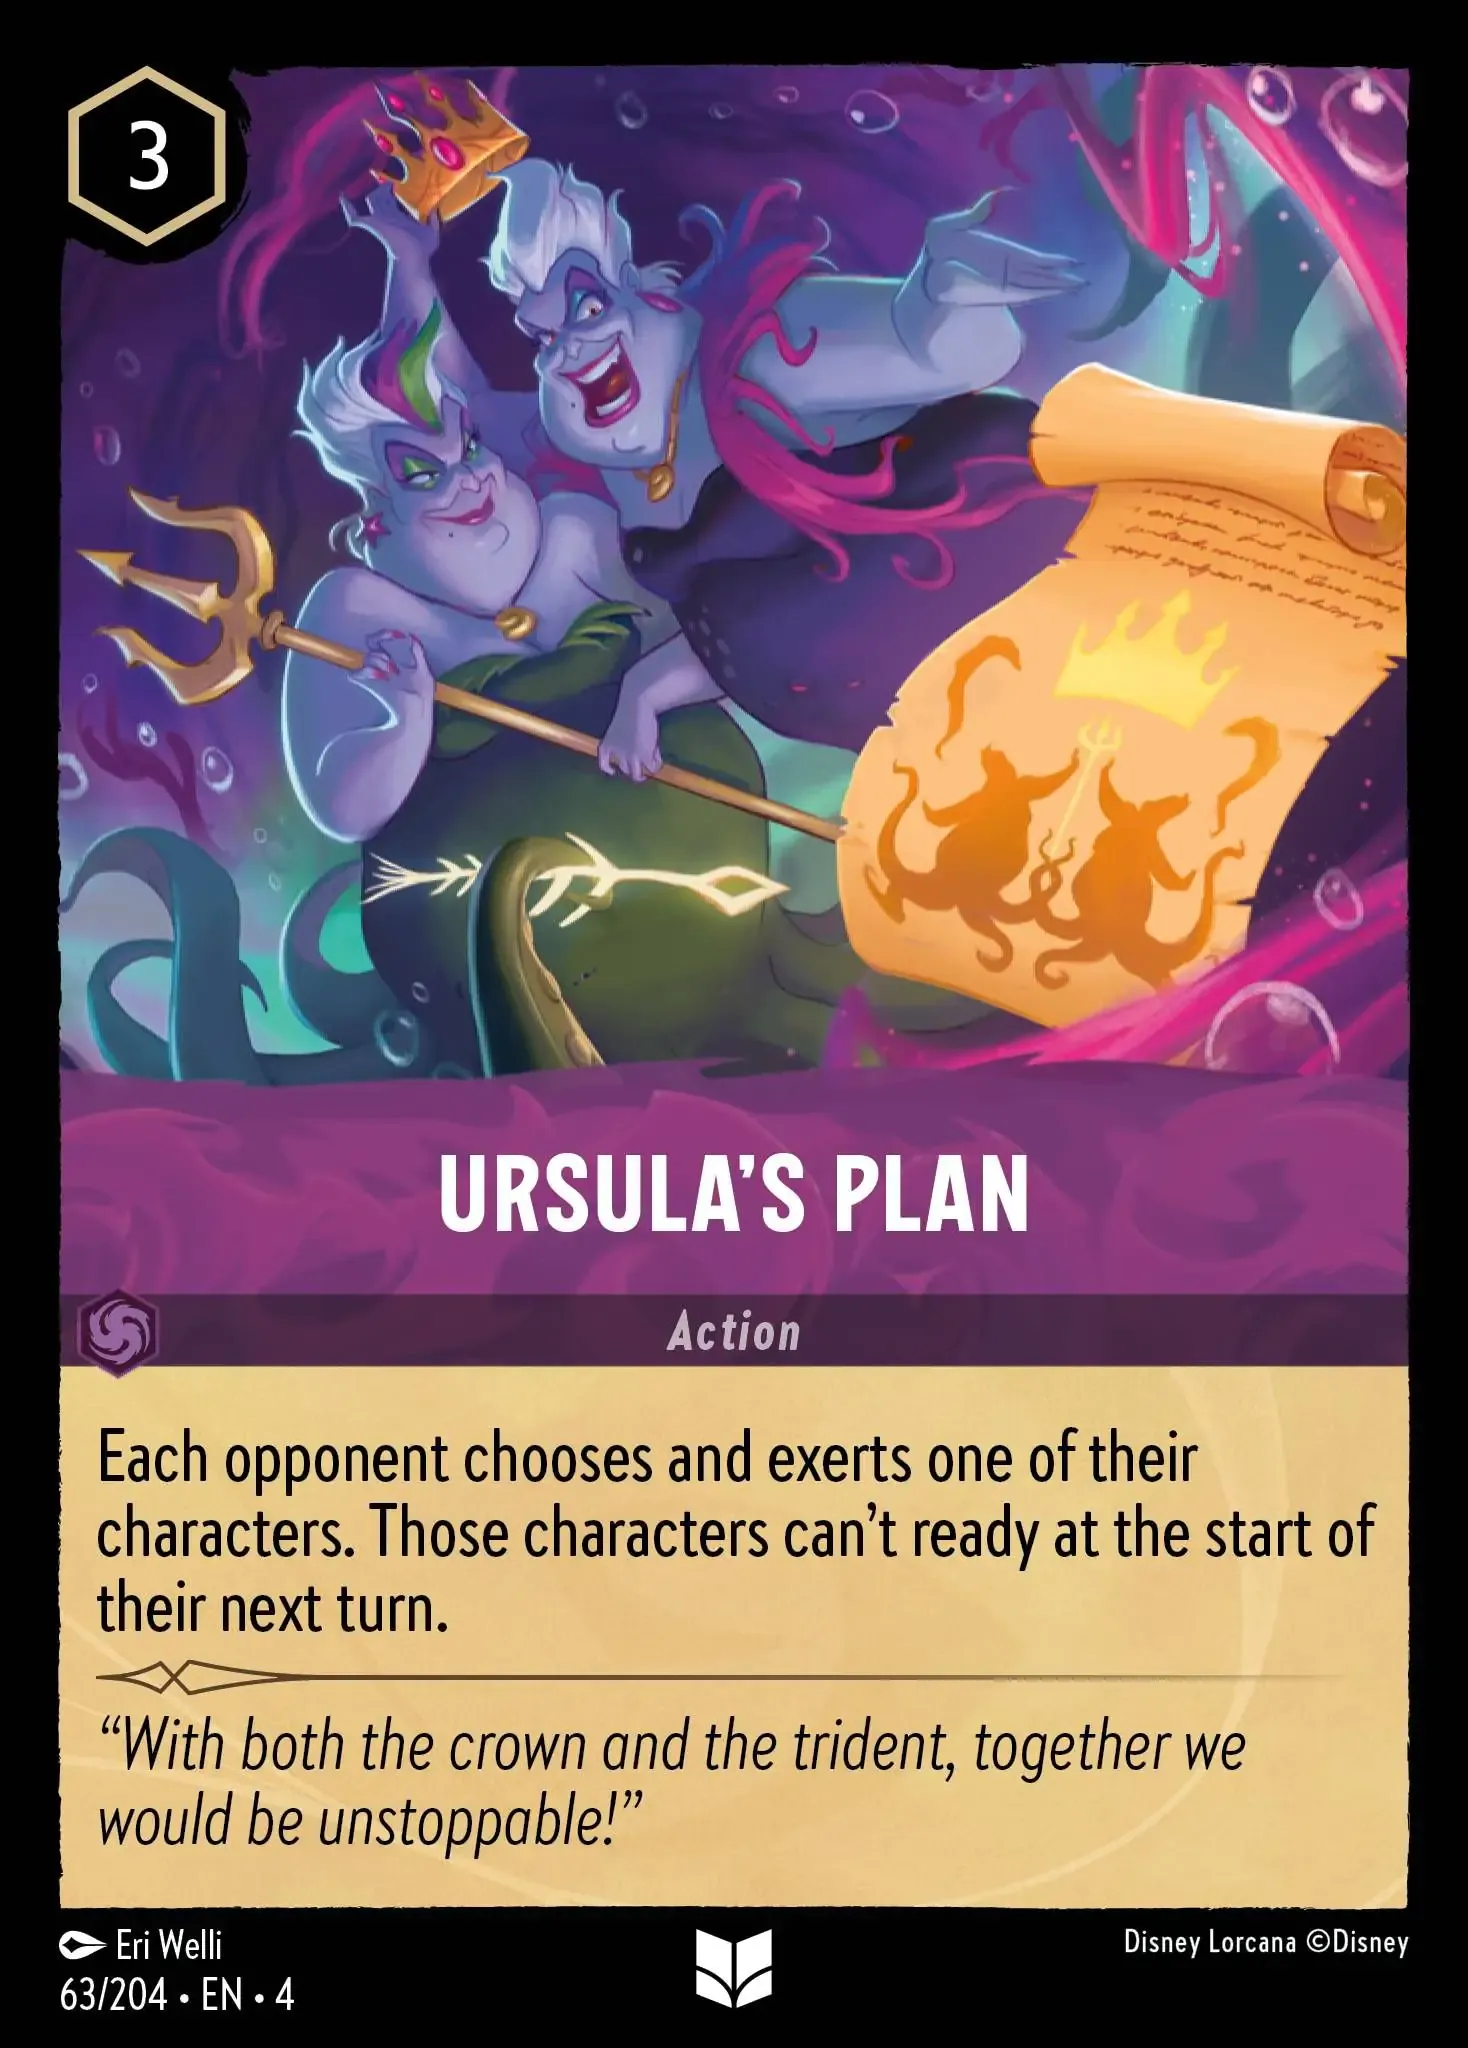 3
URSULA’S PLAN
Action
Each opponent chooses and exerts one of their
characters. Those characters can’t ready at the start of
their next turn.
“With both the crown and the trident, together we
would be unstoppable!”
Eri Welli
Disney Lorcana ©Disney
63/204 • EN • 4